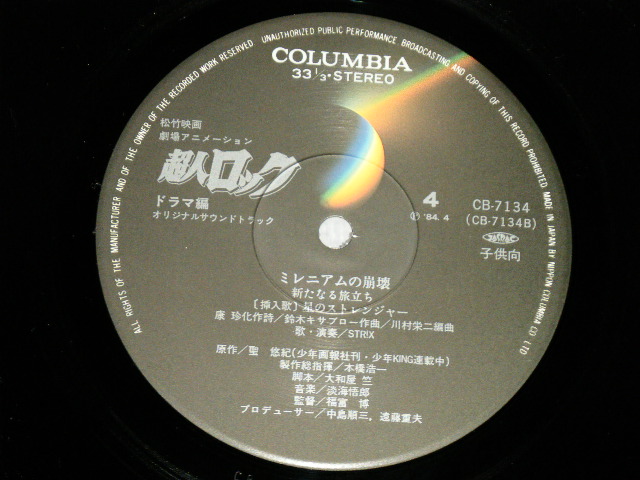 UNAUTHORIZED PUBLIC PERFORMANCE BROADCASTING AND COPYING OF THIS RECORD PROHIBITED MADE IN JAPAN BY NIPPON COLUMBIA CO LTD
ALL RIGHTS OF THE MANUFACTURER AND OF THE OWNER OF THE RECORDED WORK RESERVED
COLUMBIA
33 1/3・STEREO
松竹映画
劇場アニメーション
超人ロック
ドラマ編
オリジナルサウンドトラック
4
Ⓟ '84. 4
CB-7134
(CB-7134B)
子供向
ミレニアムの崩壊
新たなる旅立ち
〔挿入歌〕星のストレンジャー
康 珍化作詩/鈴木キサブロー作曲/川村栄二編曲
歌・演奏/STRIX
原作/聖 悠紀(少年画報社刊・少年KING連載中)
製作総指揮/本橋浩一
脚本/大和屋 竺
音楽/淡海悟郎
監督/福富 博
プロデューサー/中島順三,遠藤重夫